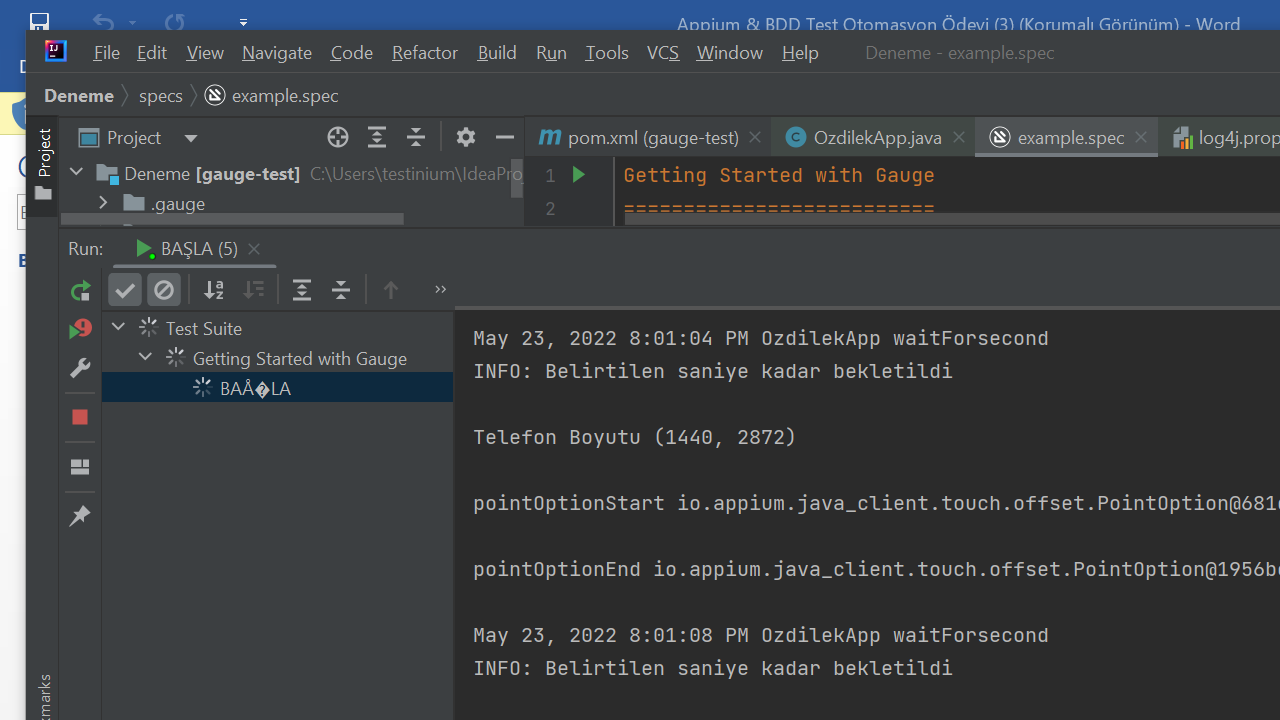 Appium & BDD Test Otomasyon Ödevi (3) (Korumalı Görünüm) - Word
File Edit View Navigate Code Refactor Build Run Tools VCS Window Help Deneme - example.spec
Deneme specs example.spec
Project
Project
pom.xml (gauge-test) OzdilekApp.java example.spec log4j.prop
Deneme [gauge-test] C:\Users\testinium\IdeaPro
.gauge
1 Getting Started with Gauge
2 ==========================
Run: BAŞLA (5)
Test Suite
Getting Started with Gauge
BAÅ�LA
May 23, 2022 8:01:04 PM OzdilekApp waitForsecond
INFO: Belirtilen saniye kadar bekletildi
Telefon Boyutu (1440, 2872)
pointOptionStart io.appium.java_client.touch.offset.PointOption@681
pointOptionEnd io.appium.java_client.touch.offset.PointOption@1956b
May 23, 2022 8:01:08 PM OzdilekApp waitForsecond
INFO: Belirtilen saniye kadar bekletildi
marks